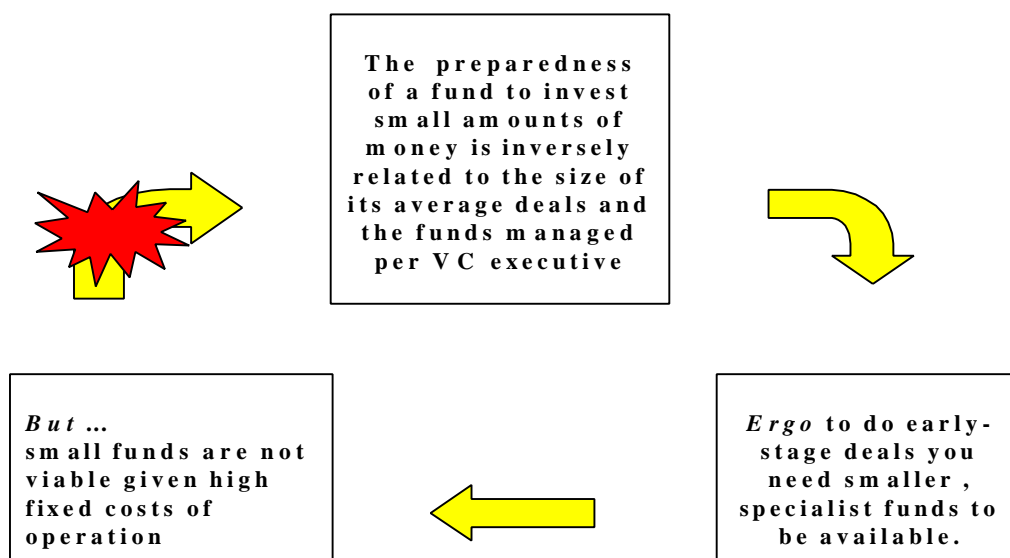 The preparedness
of a fund to invest
small amounts of
money is inversely
related to the size of
its average deals and
the funds managed
per VC executive
But ...
small funds are not
viable given high
fixed costs of
operation
Ergo to do early-
stage deals you
need smaller ,
specialist funds to
be available.